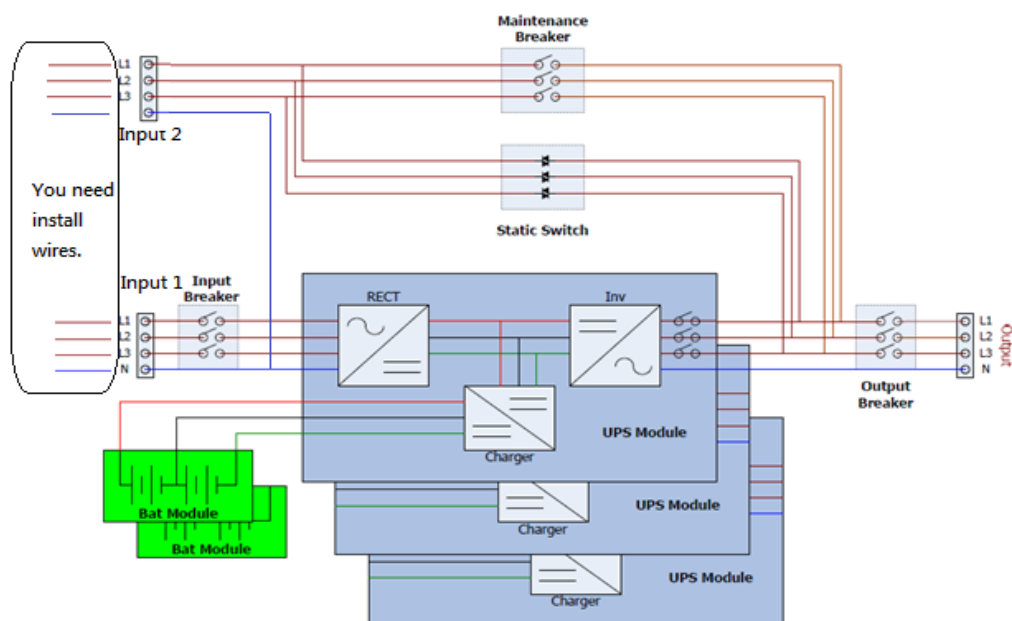 Maintenance
Breaker
L1
L2
L3
Input 2
You need
install
wires.
Static Switch
Input 1
Input
Breaker
RECT
Inv
L1
L2
L3
N
L1
L2
L3
N
Output
Output
Breaker
UPS Module
Charger
Bat Module
UPS Module
Charger
Bat Module
UPS Module
Charger